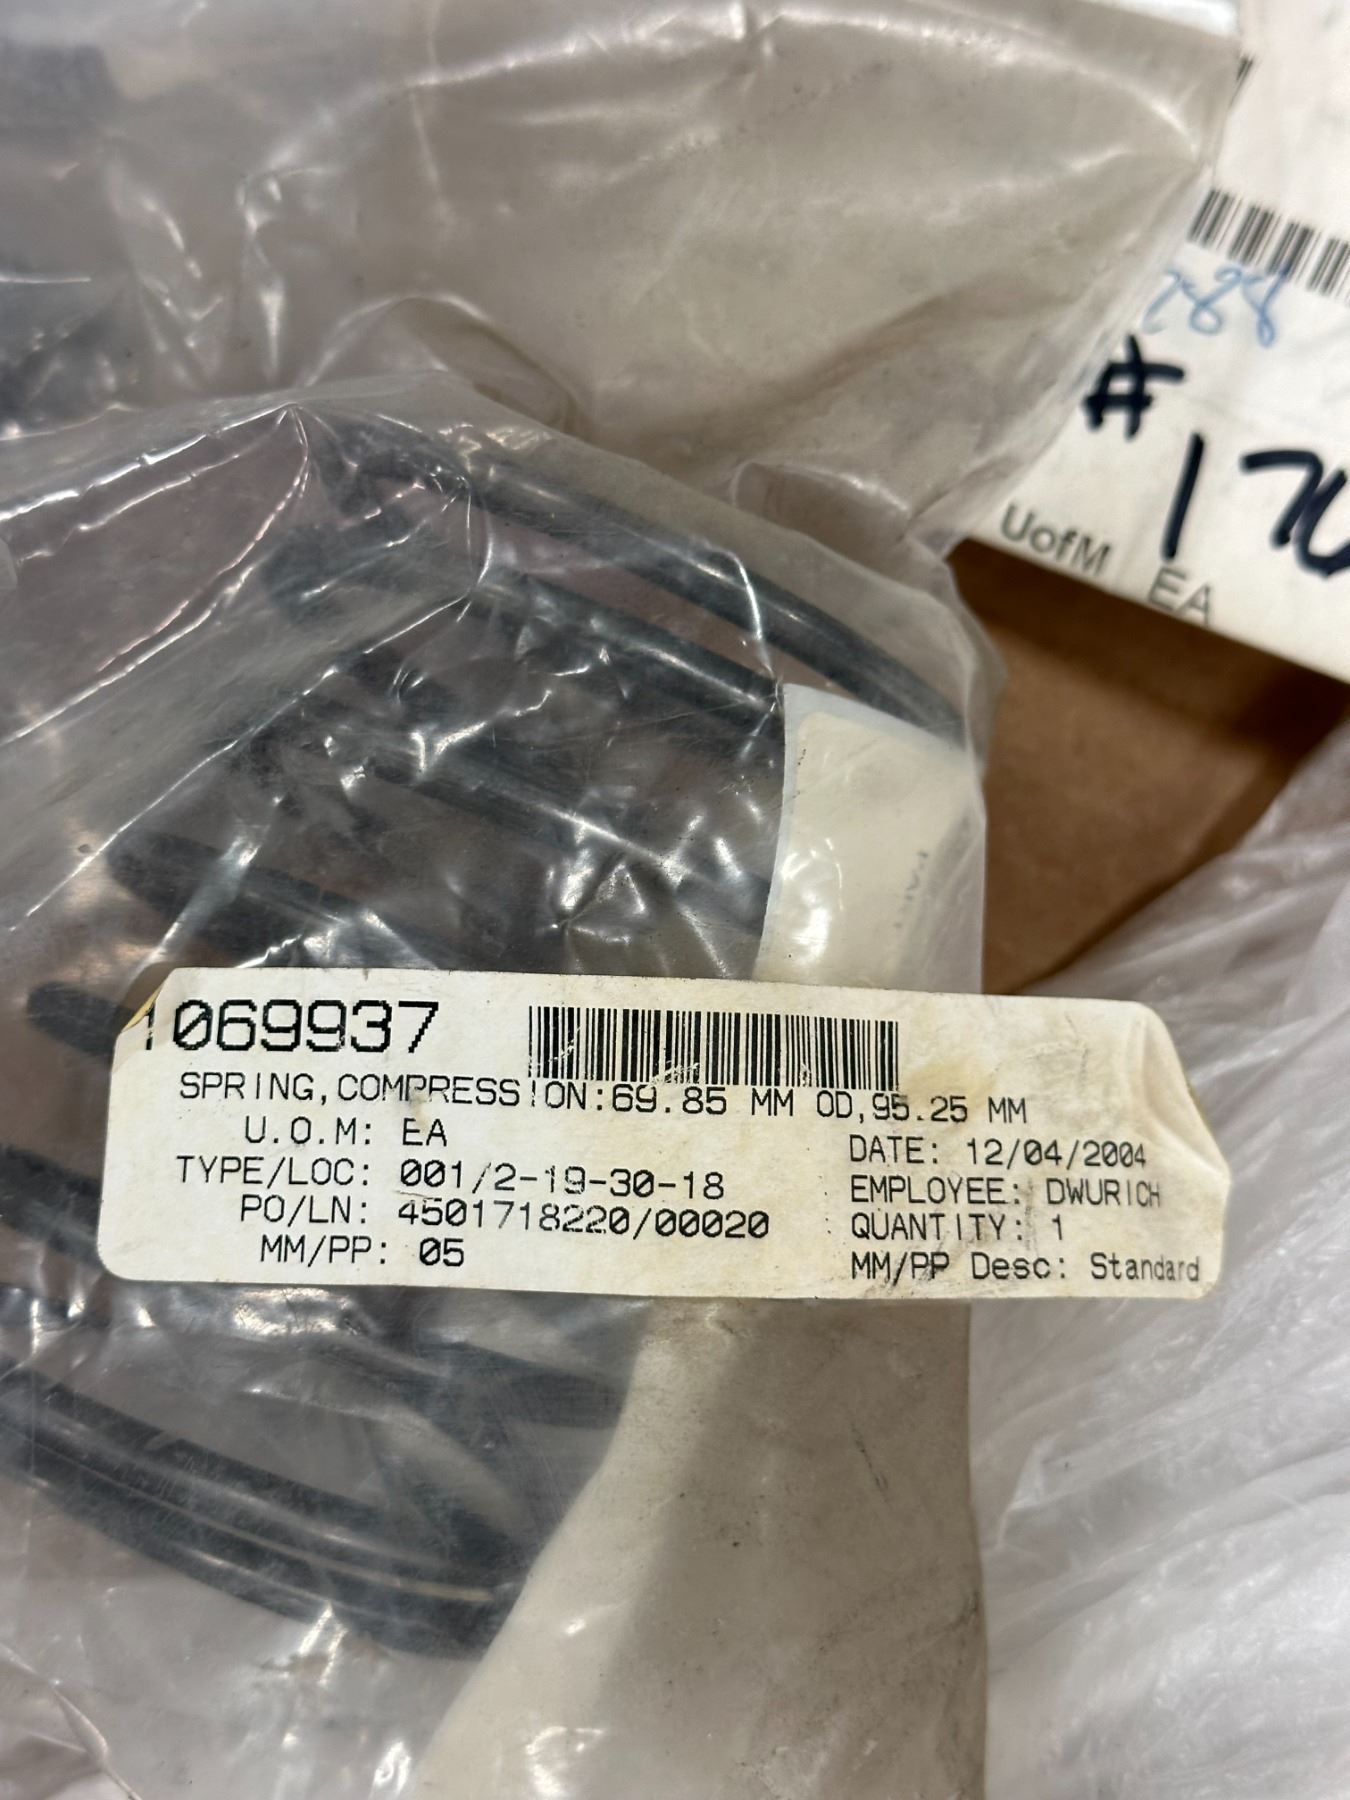 288
#
170
UofM EA
1069937
SPRING,COMPRESSION:69.85 MM OD,95.25 MM
U.O.M: EA
DATE: 12/04/2004
TYPE/LOC: 001/2-19-30-18
EMPLOYEE: DWURICH
PO/LN: 4501718220/00020
QUANTITY: 1
MM/PP: 05
MM/PP Desc: Standard